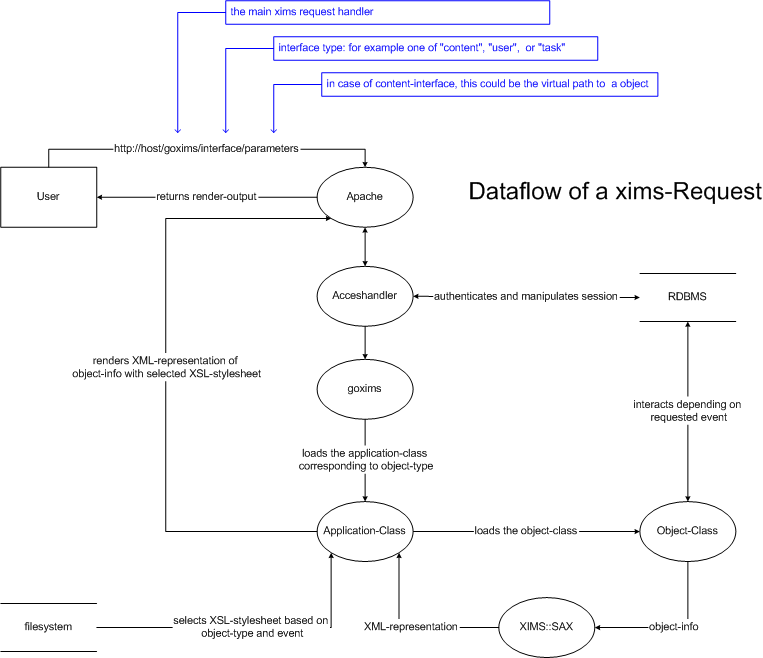 the main xims request handler
interface type: for example one of "content", "user", or "task"
in case of content-interface, this could be the virtual path to a object
http://host/goxims/interface/parameters
User
returns render-output
Apache
Dataflow of a xims-Request
Acceshandler
authenticates and manipulates session
RDBMS
renders XML-representation of
object-info with selected XSL-stylesheet
goxims
interacts depending on
requested event
loads the application-class
corresponding to object-type
Application-Class
loads the object-class
Object-Class
filesystem
selects XSL-stylesheet based on
object-type and event
XML-representation
XIMS::SAX
object-info